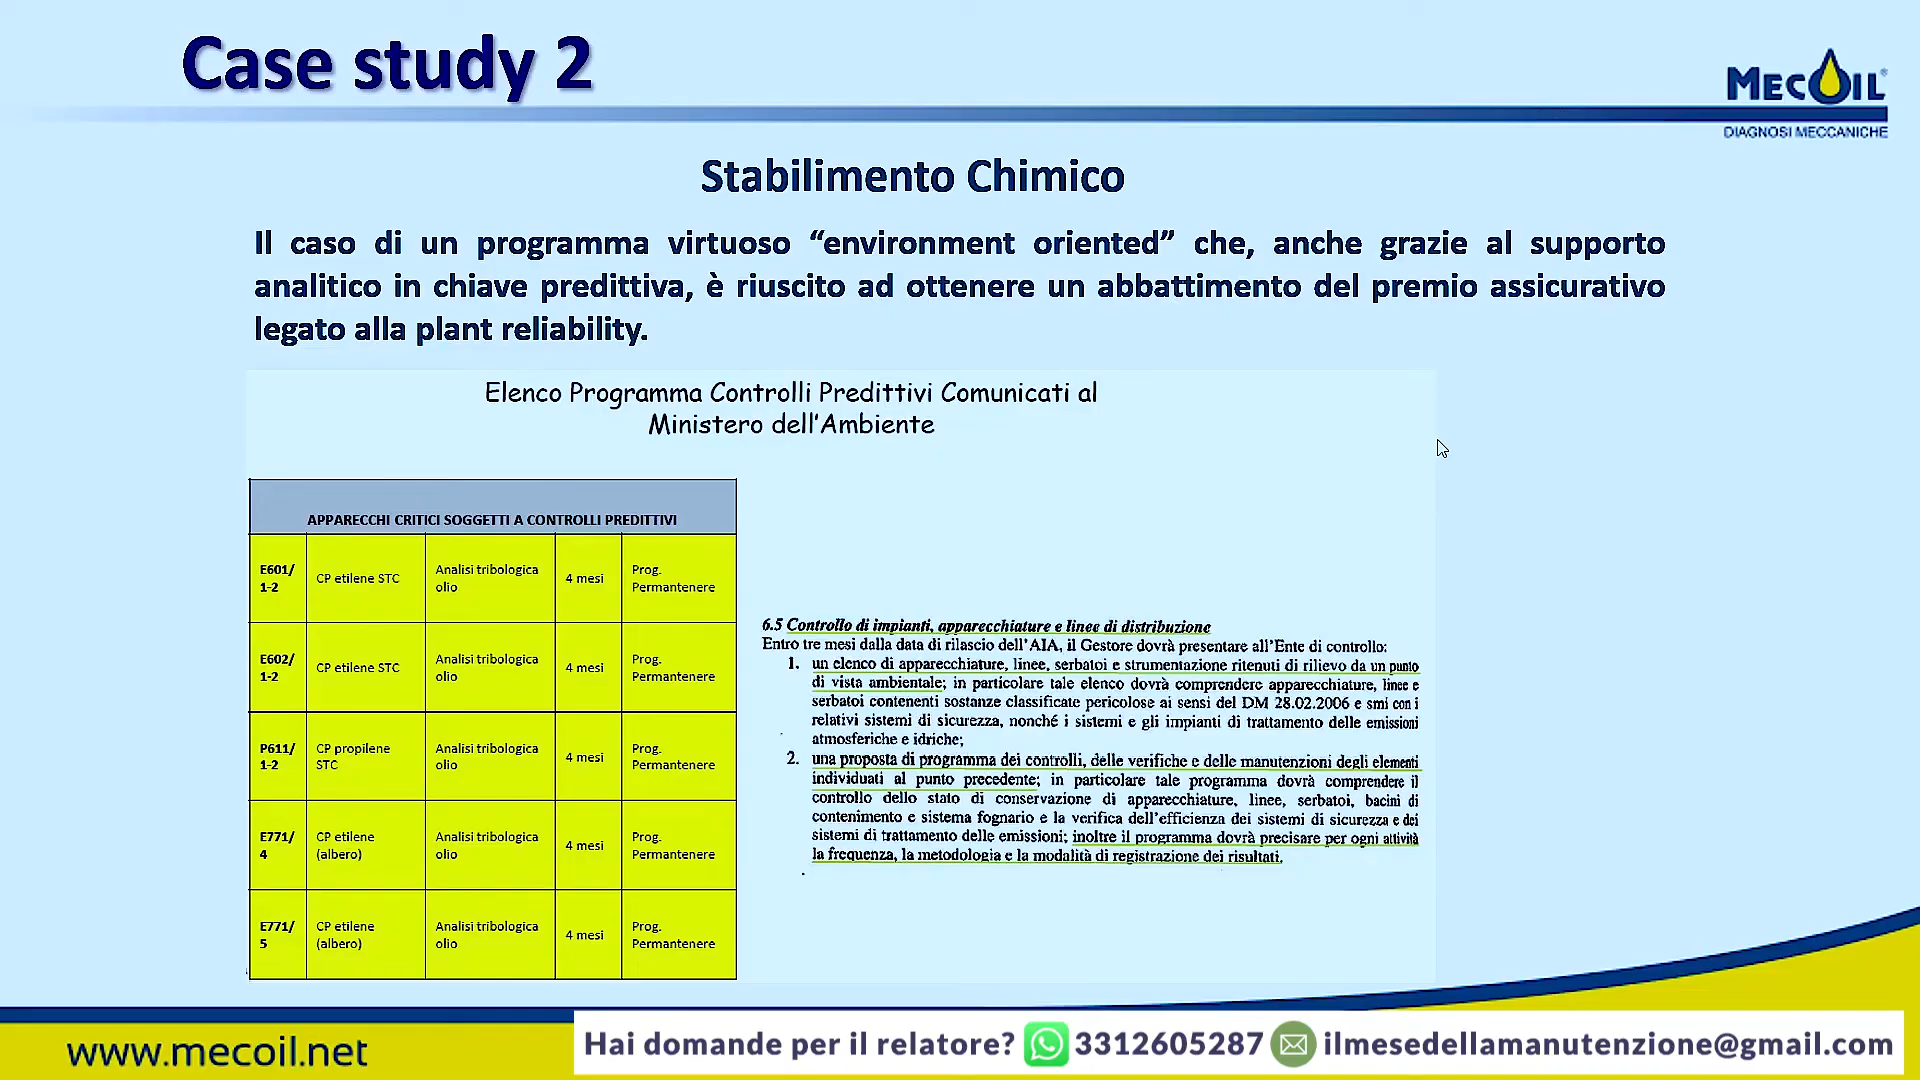 Case study 2
MECOIL®
DIAGNOSI MECCANICHE
Stabilimento Chimico
Il caso di un programma virtuoso “environment oriented” che, anche grazie al supporto
analitico in chiave predittiva, è riuscito ad ottenere un abbattimento del premio assicurativo
legato alla plant reliability.
Elenco Programma Controlli Predittivi Comunicati al
Ministero dell’Ambiente
APPARECCHI CRITICI SOGGETTI A CONTROLLI PREDITTIVI
E601/
1-2
CP etilene STC
Analisi tribologica
olio
4 mesi
Prog.
Permantenere
E602/
1-2
CP etilene STC
Analisi tribologica
olio
4 mesi
Prog.
Permantenere
P611/
1-2
CP propilene
STC
Analisi tribologica
olio
4 mesi
Prog.
Permantenere
E771/
4
CP etilene
(albero)
Analisi tribologica
olio
4 mesi
Prog.
Permantenere
E771/
5
CP etilene
(albero)
Analisi tribologica
olio
4 mesi
Prog.
Permantenere
6.5 Controllo di impianti, apparecchiature e linee di distribuzione
Entro tre mesi dalla data di rilascio dell’AIA, il Gestore dovrà presentare all’Ente di controllo:
1. un elenco di apparecchiature, linee, serbatoi e strumentazione ritenuti di rilievo da un punto
di vista ambientale; in particolare tale elenco dovrà comprendere apparecchiature, linee e
serbatoi contenenti sostanze classificate pericolose ai sensi del DM 28.02.2006 e smi con i
relativi sistemi di sicurezza, nonché i sistemi e gli impianti di trattamento delle emissioni
atmosferiche e idriche;
2. una proposta di programma dei controlli, delle verifiche e delle manutenzioni degli elementi
individuati al punto precedente; in particolare tale programma dovrà comprendere il
controllo dello stato di conservazione di apparecchiature, linee, serbatoi, bacini di
contenimento e sistema fognario e la verifica dell’efficienza dei sistemi di sicurezza e dei
sistemi di trattamento delle emissioni; inoltre il programma dovrà precisare per ogni attività
la frequenza, la metodologia e la modalità di registrazione dei risultati.
www.mecoil.net
Hai domande per il relatore? 3312605287 ilmesedellamanutenzione@gmail.com